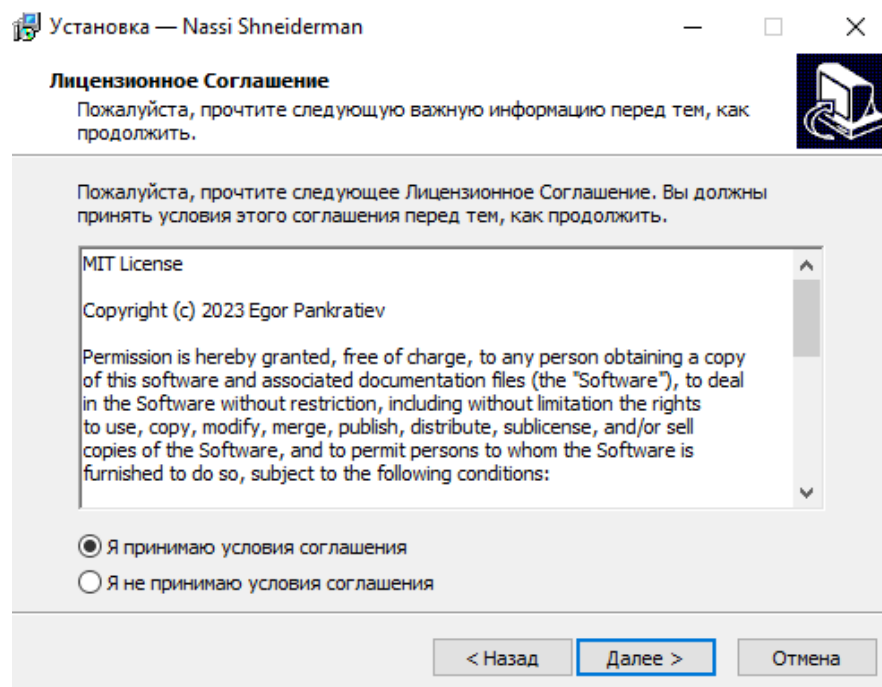 Установка — Nassi Shneiderman
Лицензионное Соглашение
Пожалуйста, прочтите следующую важную информацию перед тем, как
продолжить.
Пожалуйста, прочтите следующее Лицензионное Соглашение. Вы должны
принять условия этого соглашения перед тем, как продолжить.
MIT License
Copyright (c) 2023 Egor Pankratiev
Permission is hereby granted, free of charge, to any person obtaining a copy
of this software and associated documentation files (the "Software"), to deal
in the Software without restriction, including without limitation the rights
to use, copy, modify, merge, publish, distribute, sublicense, and/or sell
copies of the Software, and to permit persons to whom the Software is
furnished to do so, subject to the following conditions:
Я принимаю условия соглашения
Я не принимаю условия соглашения
< Назад Далее > Отмена